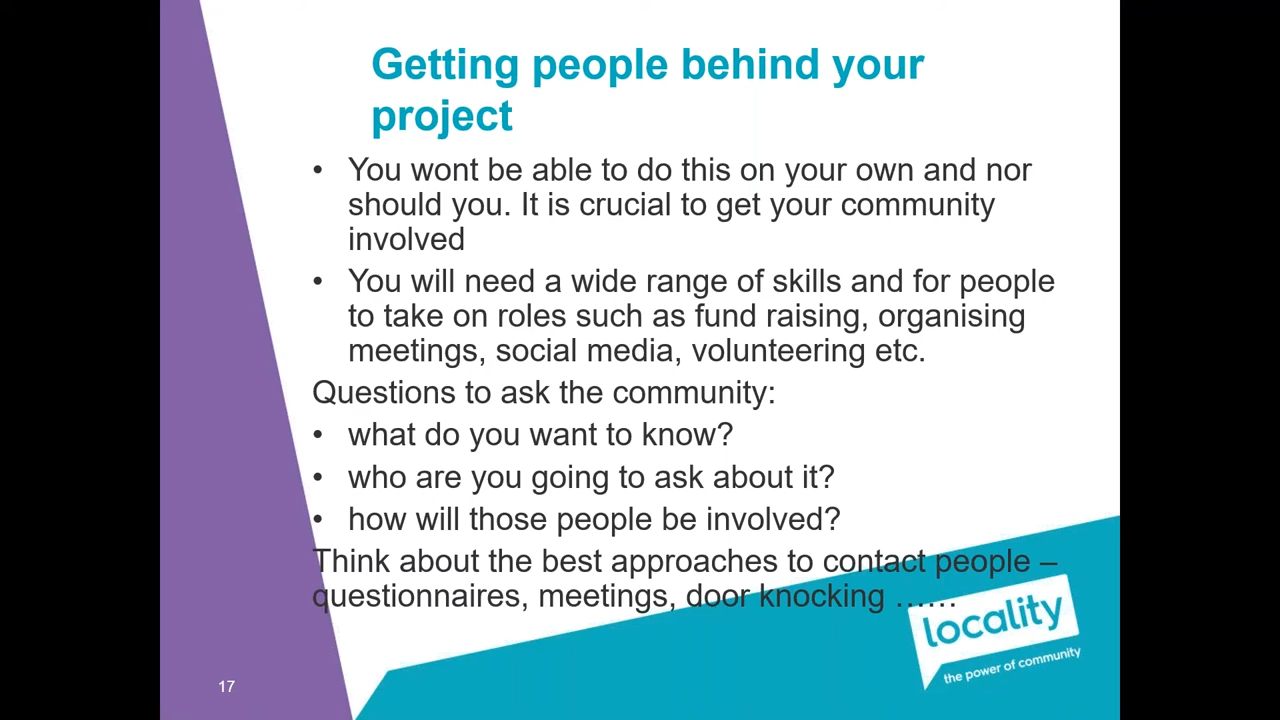 Getting people behind your
project
• You wont be able to do this on your own and nor
should you. It is crucial to get your community
involved
• You will need a wide range of skills and for people
to take on roles such as fund raising, organising
meetings, social media, volunteering etc.
Questions to ask the community:
• what do you want to know?
• who are you going to ask about it?
• how will those people be involved?
Think about the best approaches to contact people –
questionnaires, meetings, door knocking ……
locality
the power of community
17